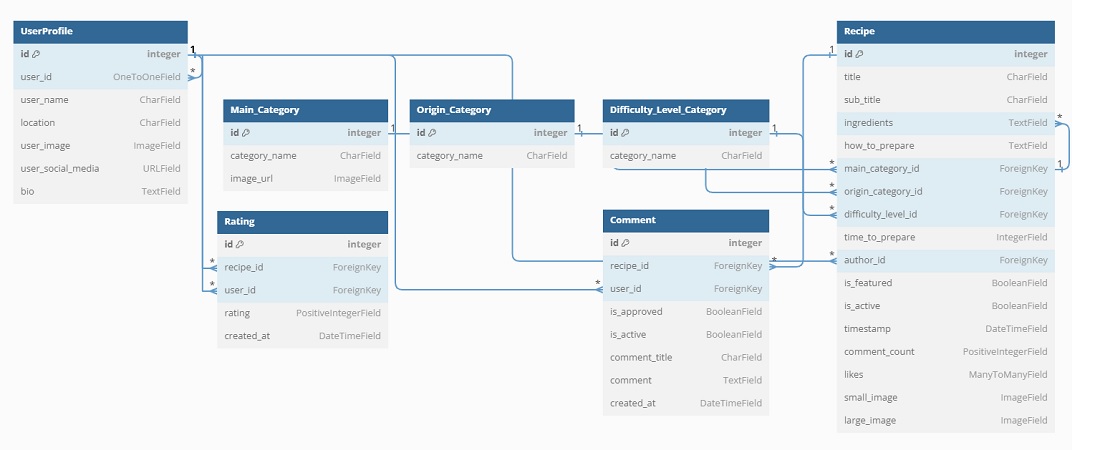 UserProfile
id integer
user_id OneToOneField
user_name CharField
location CharField
user_image ImageField
user_social_media URLField
bio TextField
1
*
Main_Category
id integer
category_name CharField
image_url ImageField
1
Origin_Category
id integer
category_name CharField
1
Difficulty_Level_Category
id integer
category_name CharField
1
Rating
id integer
* recipe_id ForeignKey
* user_id ForeignKey
rating PositiveIntegerField
created_at DateTimeField
Comment
id integer
recipe_id ForeignKey *
* user_id ForeignKey
is_approved BooleanField
is_active BooleanField
comment_title CharField
comment TextField
created_at DateTimeField
Recipe
1 id integer
title CharField
sub_title CharField
ingredients TextField *
how_to_prepare TextField
* main_category_id ForeignKey 1
* origin_category_id ForeignKey
* difficulty_level_id ForeignKey
time_to_prepare IntegerField
* author_id ForeignKey
is_featured BooleanField
is_active BooleanField
timestamp DateTimeField
comment_count PositiveIntegerField
likes ManyToManyField
small_image ImageField
large_image ImageField